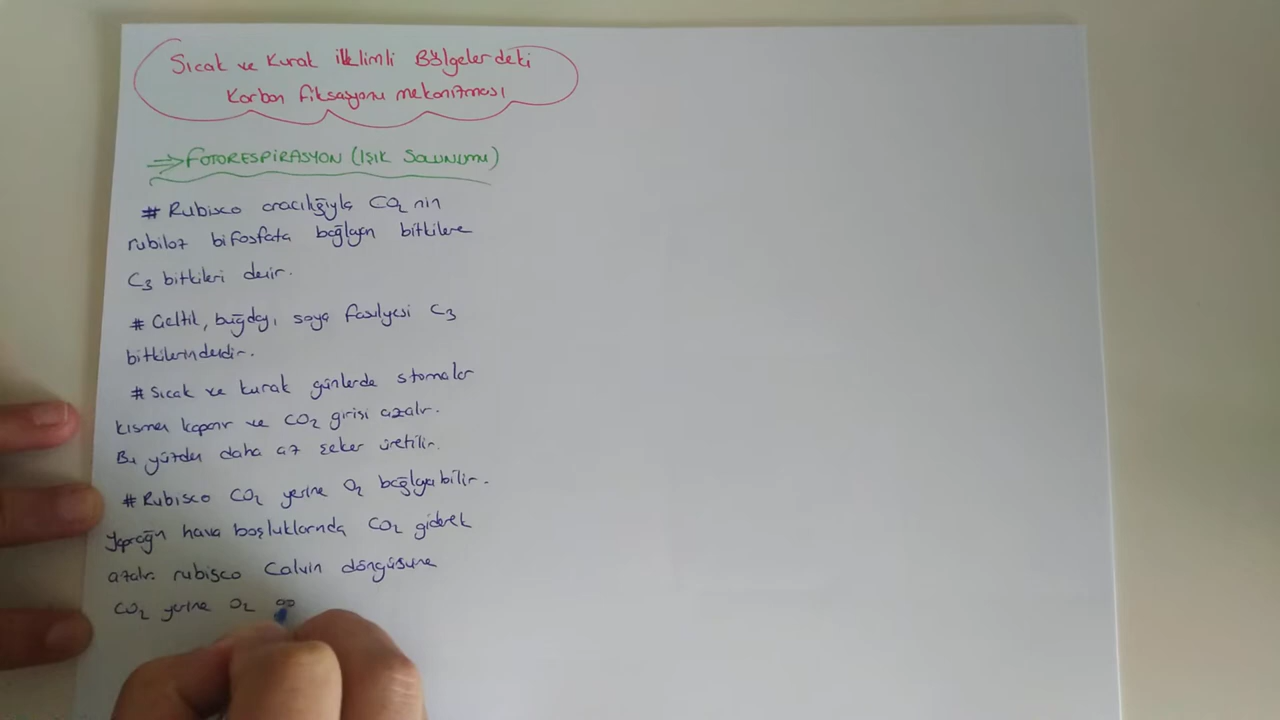 Sıcak ve Kurak İklimli Bölgelerdeki
Karbon fiksasyonu mekanizması
⇒FOTORESPİRASYON (IŞIK SOLUNUMU)
# Rubisco aracılığıyla CO₂ nin
rubiloz bifosfata bağlayan bitkilere
C₃ bitkileri denir.
# Çeltik, buğday, soya fasulyesi C₃
bitkilerindendir.
# Sıcak ve kurak günlerde stomalar
kısmen kapanır ve CO₂ girişi azalır.
Bu yüzden daha az şeker üretilir.
# Rubisco CO₂ yerine O₂ bağlayabilir.
Yaprağın hava boşluklarında CO₂ giderek
azalır. rubisco Calvin döngüsüne
CO₂ yerine O₂